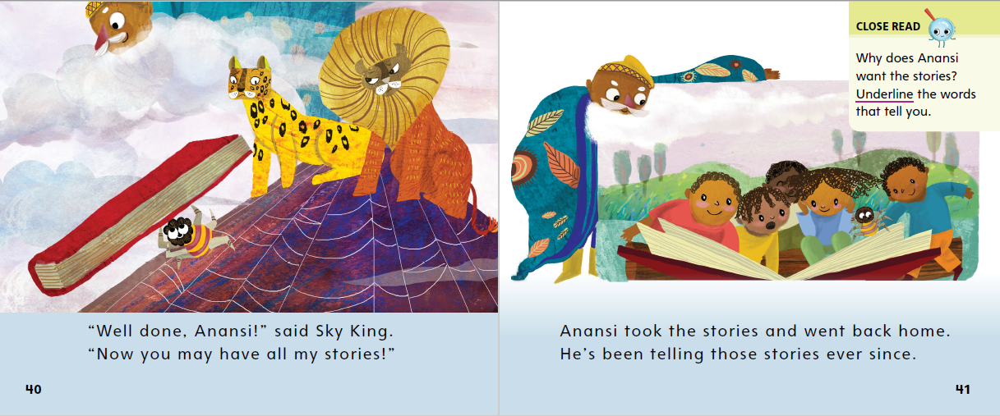 CLOSE READ
Why does Anansi
want the stories?
Underline the words
that tell you.
“Well done, Anansi!” said Sky King.
“Now you may have all my stories!”
40
Anansi took the stories and went back home.
He’s been telling those stories ever since.
41